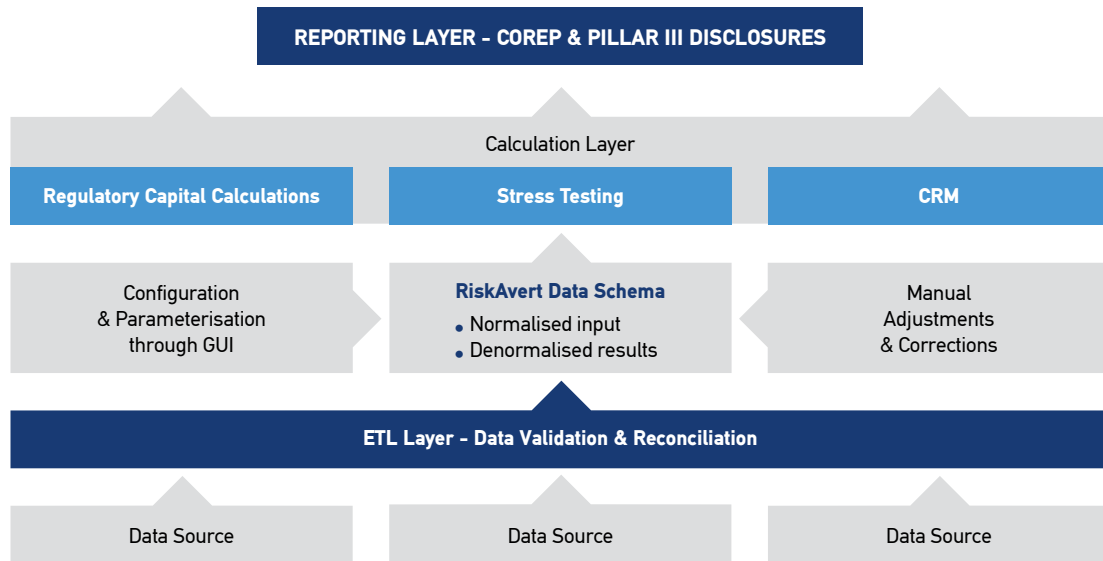 REPORTING LAYER - COREP & PILLAR III DISCLOSURES
Calculation Layer
Regulatory Capital Calculations
Stress Testing
CRM
Configuration
& Parameterisation
through GUI
RiskAvert Data Schema
• Normalised input
• Denormalised results
Manual
Adjustments
& Corrections
ETL Layer - Data Validation & Reconciliation
Data Source
Data Source
Data Source